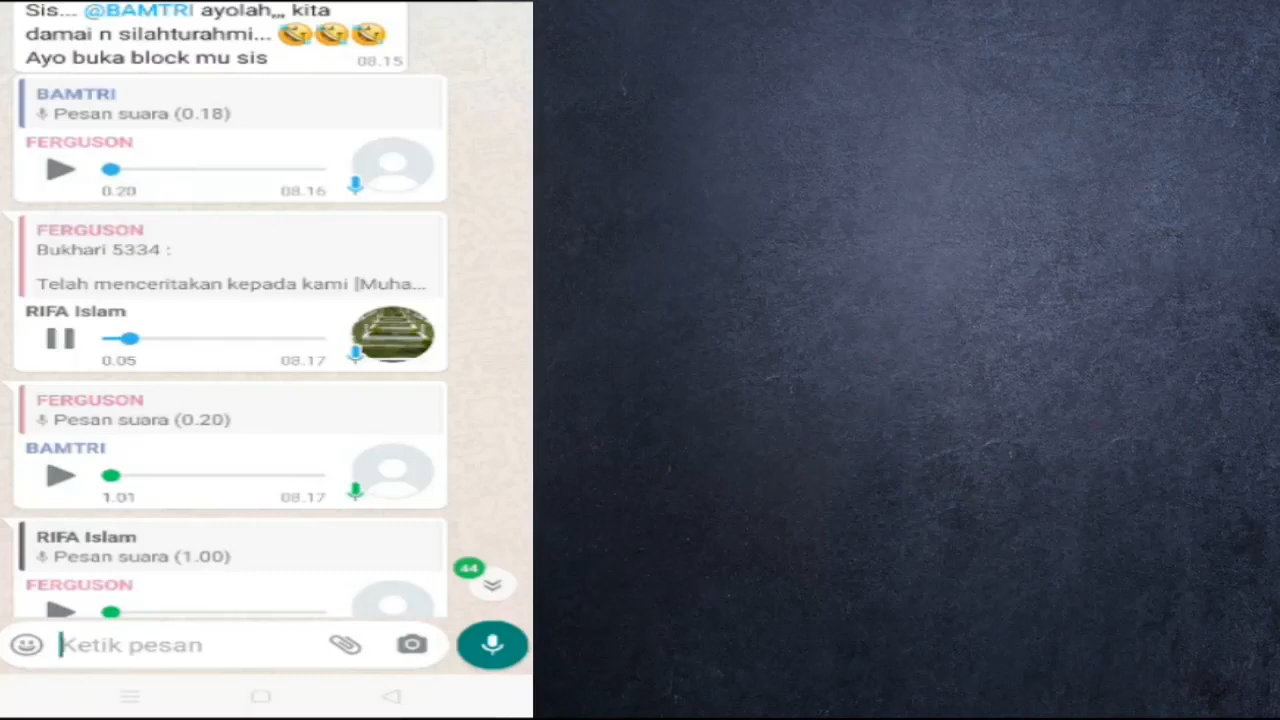 Sis... @BAMTRI ayolah,,, kita
damai n silahturahmi... 🤣🤣🤣
Ayo buka block mu sis
08.15
BAMTRI
Pesan suara (0.18)
FERGUSON
0.20 08.16
FERGUSON
Bukhari 5334 :
Telah menceritakan kepada kami [Muha...
RIFA Islam
0.05 08.17
FERGUSON
Pesan suara (0.20)
BAMTRI
1.01 08.17
RIFA Islam
Pesan suara (1.00)
44
FERGUSON
Ketik pesan